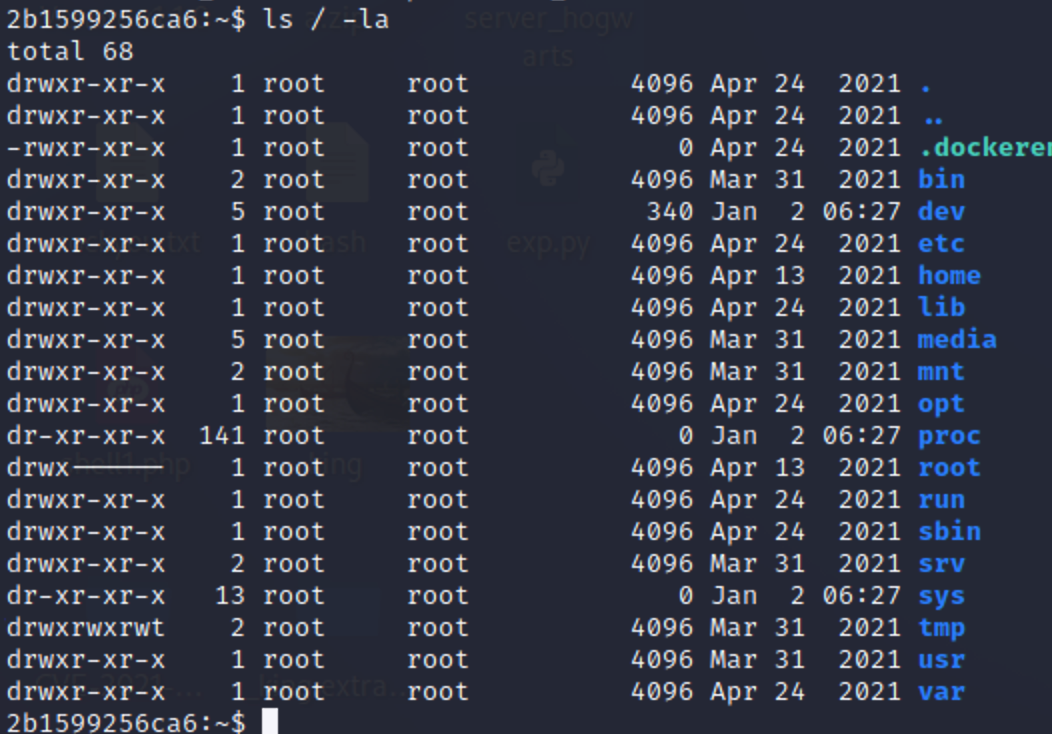 2b1599256ca6:~$ ls / -la
total 68
drwxr-xr-x    1 root     root          4096 Apr 24  2021 .
drwxr-xr-x    1 root     root          4096 Apr 24  2021 ..
-rwxr-xr-x    1 root     root             0 Apr 24  2021 .dockeren
drwxr-xr-x    2 root     root          4096 Mar 31  2021 bin
drwxr-xr-x    5 root     root           340 Jan  2 06:27 dev
drwxr-xr-x    1 root     root          4096 Apr 24  2021 etc
drwxr-xr-x    1 root     root          4096 Apr 13  2021 home
drwxr-xr-x    1 root     root          4096 Apr 24  2021 lib
drwxr-xr-x    5 root     root          4096 Mar 31  2021 media
drwxr-xr-x    2 root     root          4096 Mar 31  2021 mnt
drwxr-xr-x    1 root     root          4096 Apr 24  2021 opt
dr-xr-xr-x  141 root     root             0 Jan  2 06:27 proc
drwx------    1 root     root          4096 Apr 13  2021 root
drwxr-xr-x    1 root     root          4096 Apr 24  2021 run
drwxr-xr-x    1 root     root          4096 Apr 24  2021 sbin
drwxr-xr-x    2 root     root          4096 Mar 31  2021 srv
dr-xr-xr-x   13 root     root             0 Jan  2 06:27 sys
drwxrwxrwt    2 root     root          4096 Mar 31  2021 tmp
drwxr-xr-x    1 root     root          4096 Mar 31  2021 usr
drwxr-xr-x    1 root     root          4096 Apr 24  2021 var
2b1599256ca6:~$
server_hogw
arts
exp.py